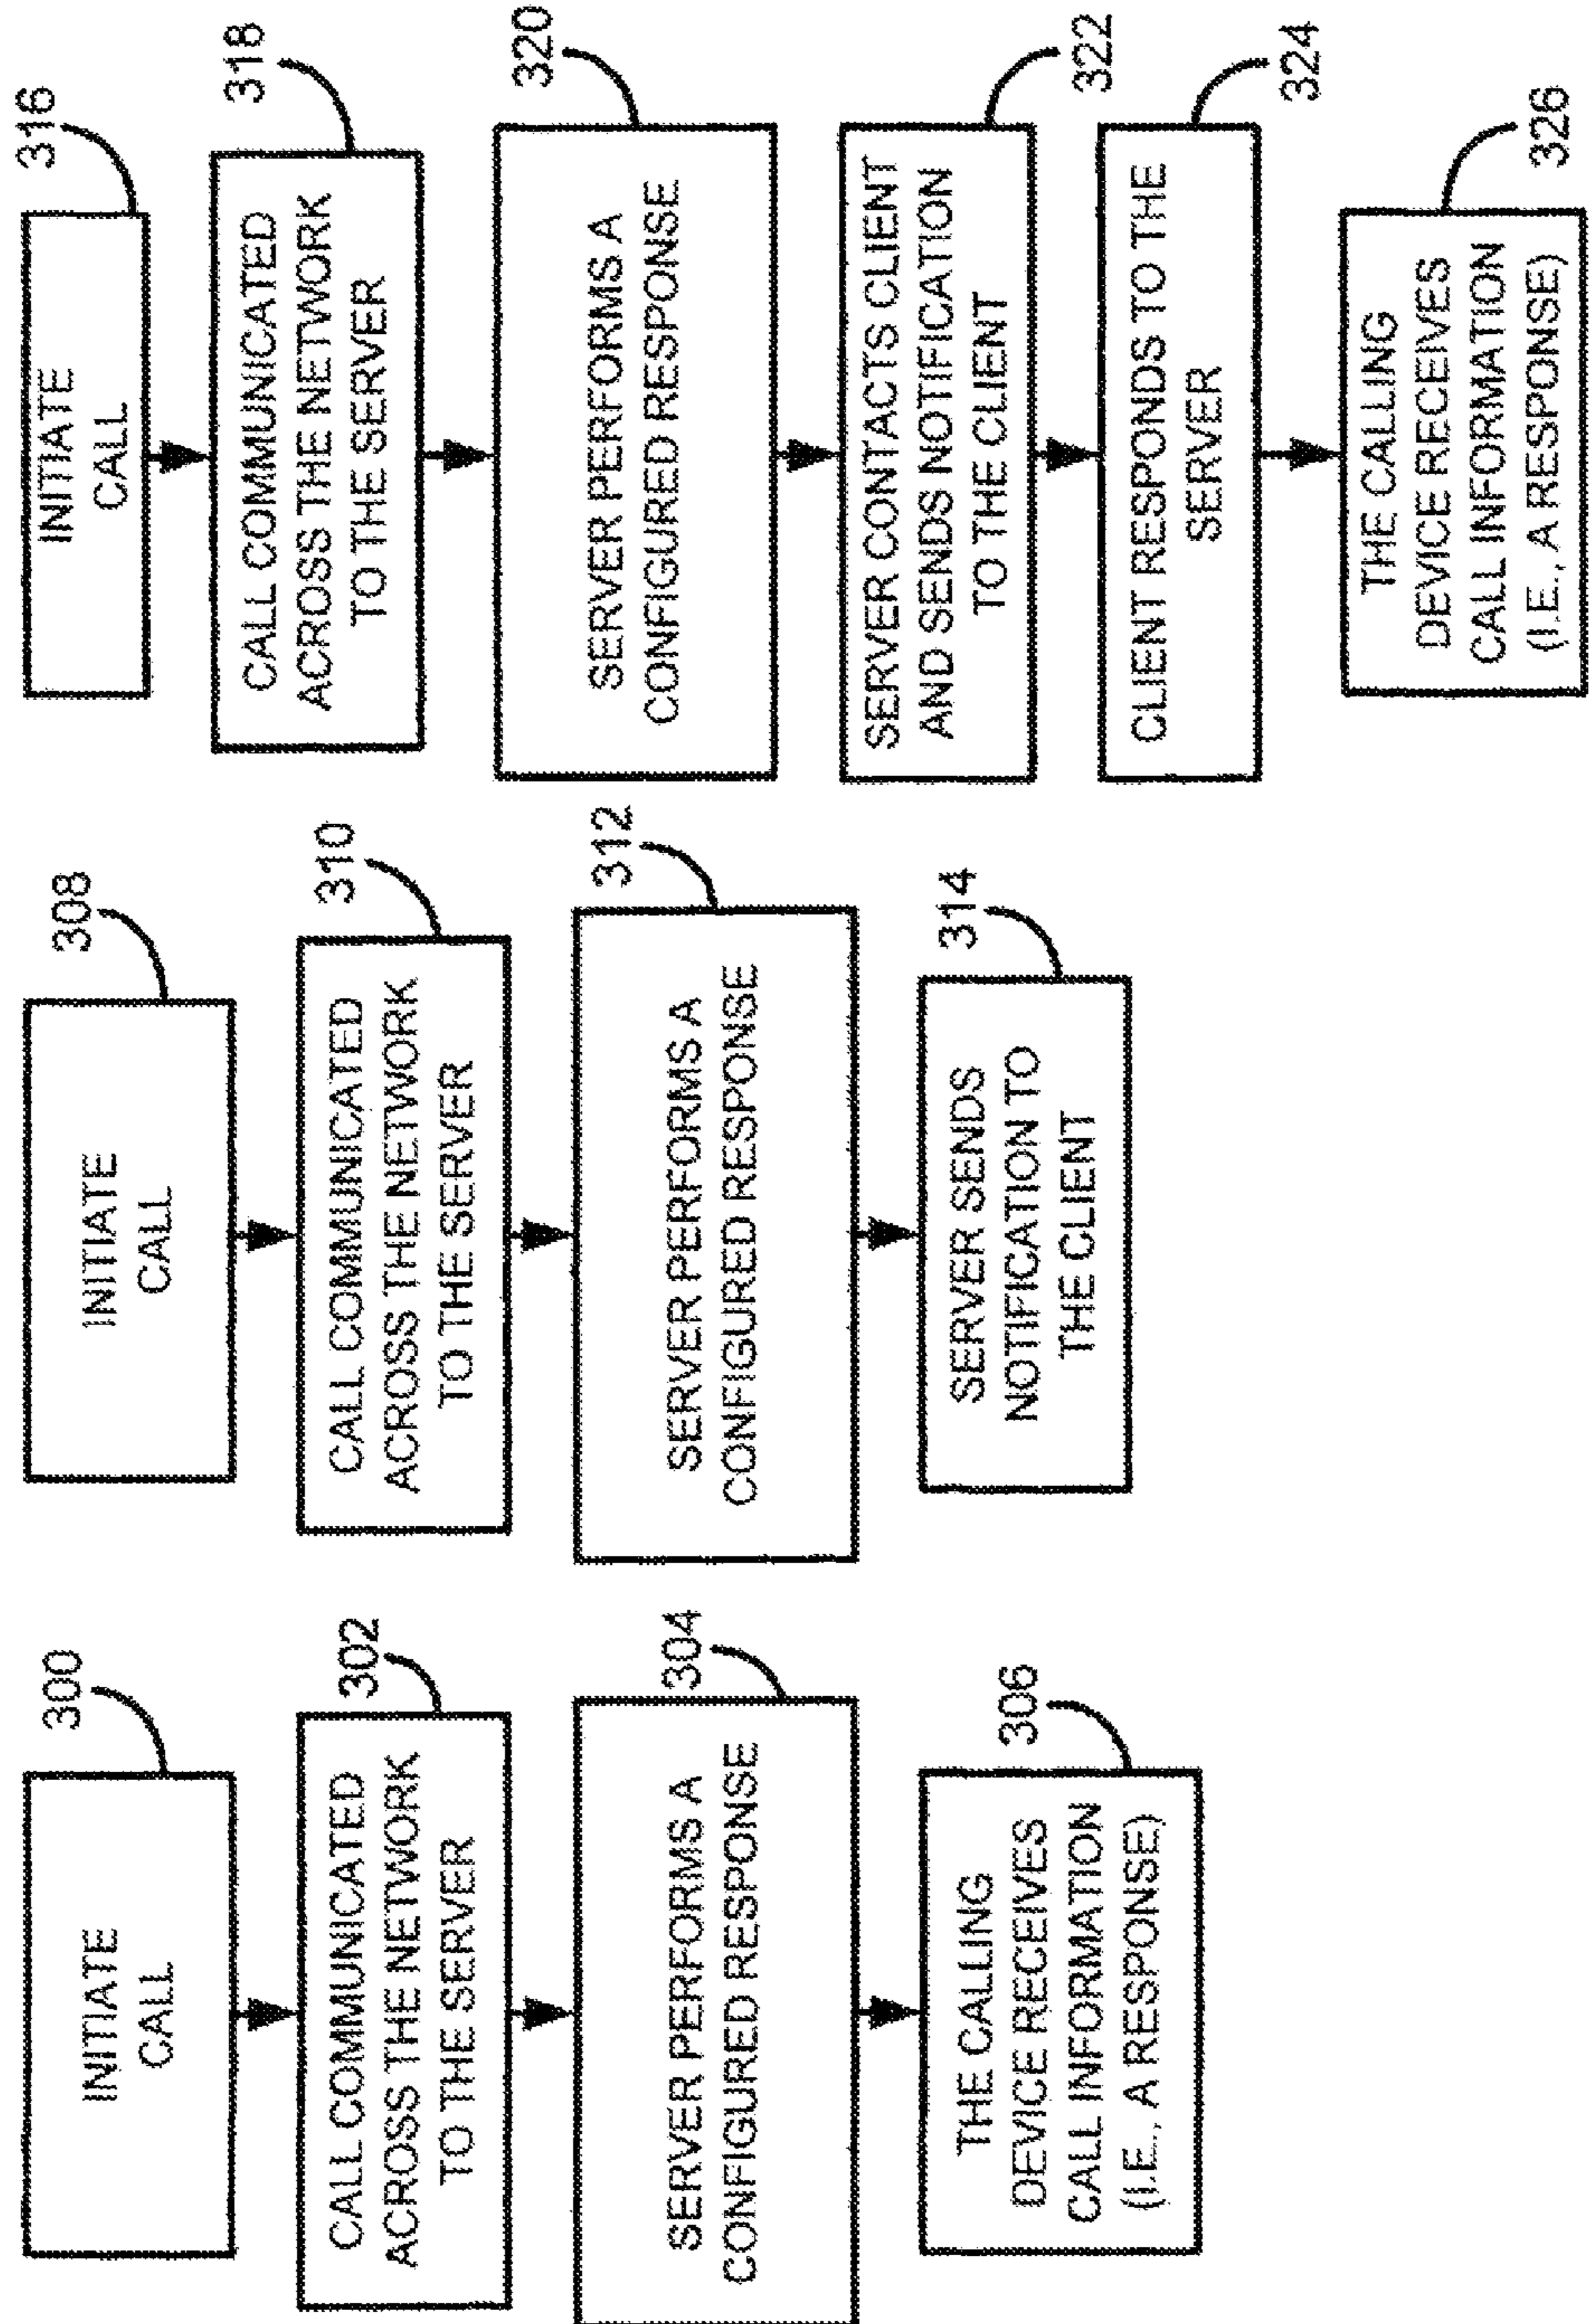 300
INITIATE
CALL
302
CALL COMMUNICATED
ACROSS THE NETWORK
TO THE SERVER
304
SERVER PERFORMS A
CONFIGURED RESPONSE
306
THE CALLING
DEVICE RECEIVES
CALL INFORMATION
(I.E., A RESPONSE)
308
INITIATE
CALL
310
CALL COMMUNICATED
ACROSS THE NETWORK
TO THE SERVER
312
SERVER PERFORMS A
CONFIGURED RESPONSE
314
SERVER SENDS
NOTIFICATION TO
THE CLIENT
316
INITIATE
CALL
318
CALL COMMUNICATED
ACROSS THE NETWORK
TO THE SERVER
320
SERVER PERFORMS A
CONFIGURED RESPONSE
322
SERVER CONTACTS CLIENT
AND SENDS NOTIFICATION
TO THE CLIENT
324
CLIENT RESPONDS TO THE
SERVER
326
THE CALLING
DEVICE RECEIVES
CALL INFORMATION
(I.E., A RESPONSE)